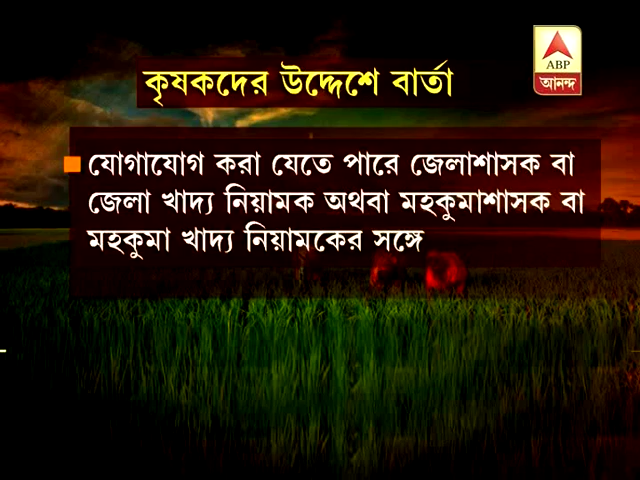 ABP
আনন্দ
কৃষকদের উদ্দেশে বার্তা
যোগাযোগ করা যেতে পারে জেলাশাসক বা
জেলা খাদ্য নিয়ামক অথবা মহকুমাশাসক বা
মহকুমা খাদ্য নিয়ামকের সঙ্গে